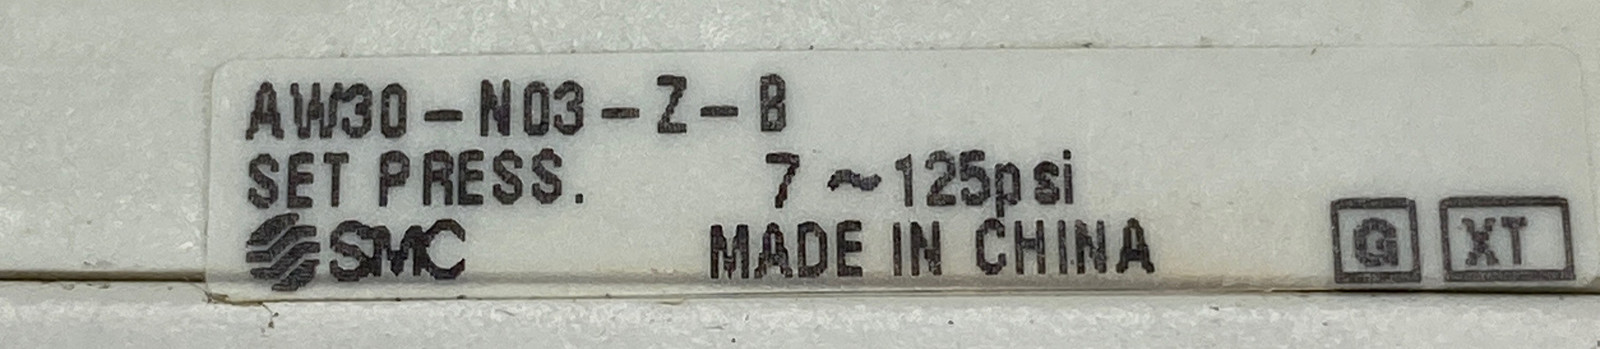 AW30-N03-Z-B
SET PRESS. 7~125psi
SMC MADE IN CHINA G XT